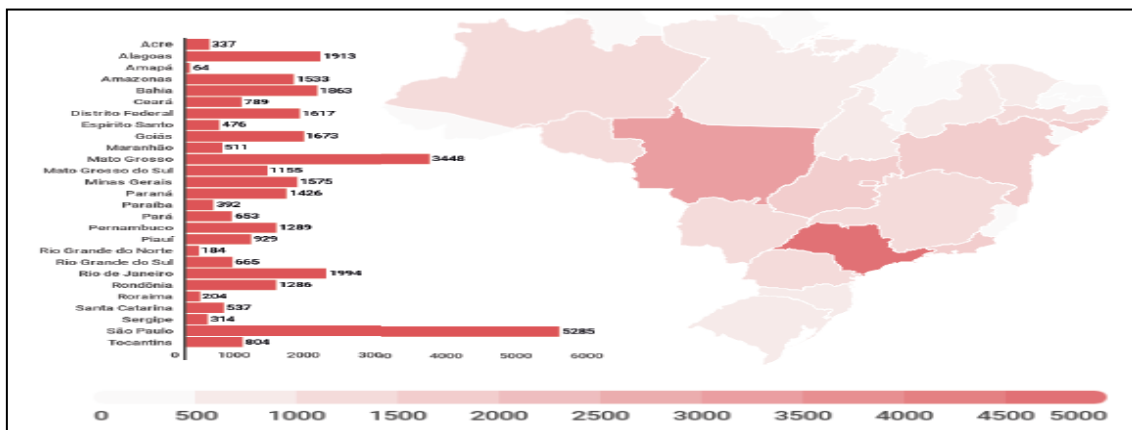 Acre 337
Alagoas 1913
Amapá 64
Amazonas 1533
Bahia 1863
Ceará 789
Distrito Federal 1617
Espírito Santo 476
Goiás 1673
Maranhão 511
Mato Grosso 3448
Mato Grosso do Sul 1155
Minas Gerais 1575
Paraná 1426
Paraíba 392
Pará 653
Pernambuco 1289
Piauí 929
Rio Grande do Norte 184
Rio Grande do Sul 665
Rio de Janeiro 1994
Rondônia 1286
Roraima 204
Santa Catarina 537
Sergipe 314
São Paulo 5285
Tocantins 804
0 1000 2000 4000 5000 6000
0 500 1000 1500 2000 2500 3000 3500 4000 4500 5000